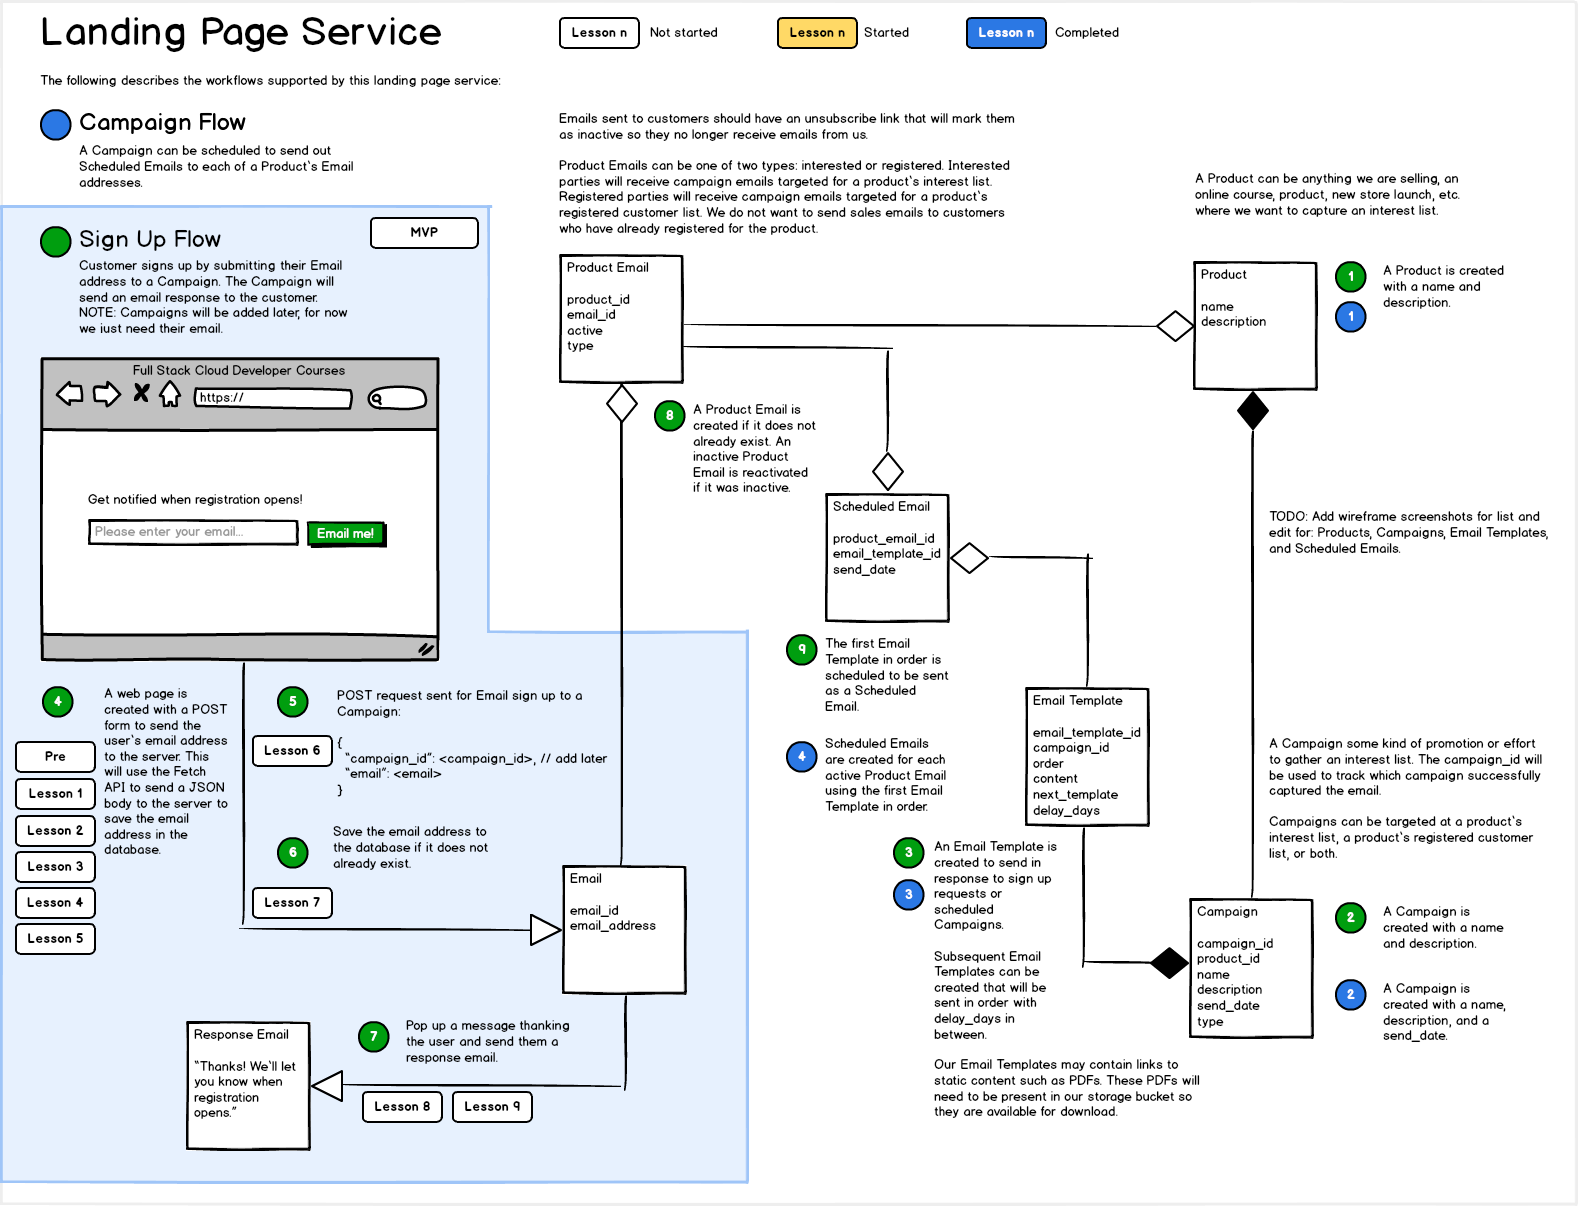 Landing Page Service
Lesson n
Not started
Lesson n
Started
Lesson n
Completed
The following describes the workflows supported by this landing page service:
Campaign Flow
A Campaign can be scheduled to send out
Scheduled Emails to each of a Product`s Email
addresses.
Sign Up Flow
MVP
Customer signs up by submitting their Email
address to a Campaign. The Campaign will
send an email response to the customer.
NOTE: Campaigns will be added later, for now
we just need their email.
Full Stack Cloud Developer Courses
https://
Get notified when registration opens!
Please enter your email...
Email me!
Emails sent to customers should have an unsubscribe link that will mark them
as inactive so they no longer receive emails from us.
Product Emails can be one of two types: interested or registered. Interested
parties will receive campaign emails targeted for a product`s interest list.
Registered parties will receive campaign emails targeted for a product`s
registered customer list. We do not want to send sales emails to customers
who have already registered for the product.
Product Email
product_id
email_id
active
type
A Product can be anything we are selling, an
online course, product, new store launch, etc.
where we want to capture an interest list.
Product
name
description
1
1
A Product is created
with a name and
description.
8
A Product Email is
created if it does not
already exist. An
inactive Product
Email is reactivated
if it was inactive.
Scheduled Email
product_email_id
email_template_id
send_date
TODO: Add wireframe screenshots for list and
edit for: Products, Campaigns, Email Templates,
and Scheduled Emails.
9
The first Email
Template in order is
scheduled to be sent
as a Scheduled
Email.
4
Scheduled Emails
are created for each
active Product Email
using the first Email
Template in order.
Email Template
email_template_id
campaign_id
order
content
next_template
delay_days
A Campaign some kind of promotion or effort
to gather an interest list. The campaign_id will
be used to track which campaign successfully
captured the email.
Campaigns can be targeted at a product`s
interest list, a product`s registered customer
list, or both.
4
A web page is
created with a POST
form to send the
user`s email address
to the server. This
will use the Fetch
API to send a JSON
body to the server to
save the email
address in the
database.
Pre
Lesson 1
Lesson 2
Lesson 3
Lesson 4
Lesson 5
5
POST request sent for Email sign up to a
Campaign:
Lesson 6
{
"campaign_id": <campaign_id>, // add later
"email": <email>
}
6
Save the email address to
the database if it does not
already exist.
Lesson 7
Email
email_id
email_address
3
3
An Email Template is
created to send in
response to sign up
requests or
scheduled
Campaigns.
Subsequent Email
Templates can be
created that will be
sent in order with
delay_days in
between.
Our Email Templates may contain links to
static content such as PDFs. These PDFs will
need to be present in our storage bucket so
they are available for download.
Campaign
campaign_id
product_id
name
description
send_date
type
2
A Campaign is
created with a name
and description.
2
A Campaign is
created with a name,
description, and a
send_date.
7
Pop up a message thanking
the user and send them a
response email.
Lesson 8
Lesson 9
Response Email
"Thanks! We`ll let
you know when
registration
opens."